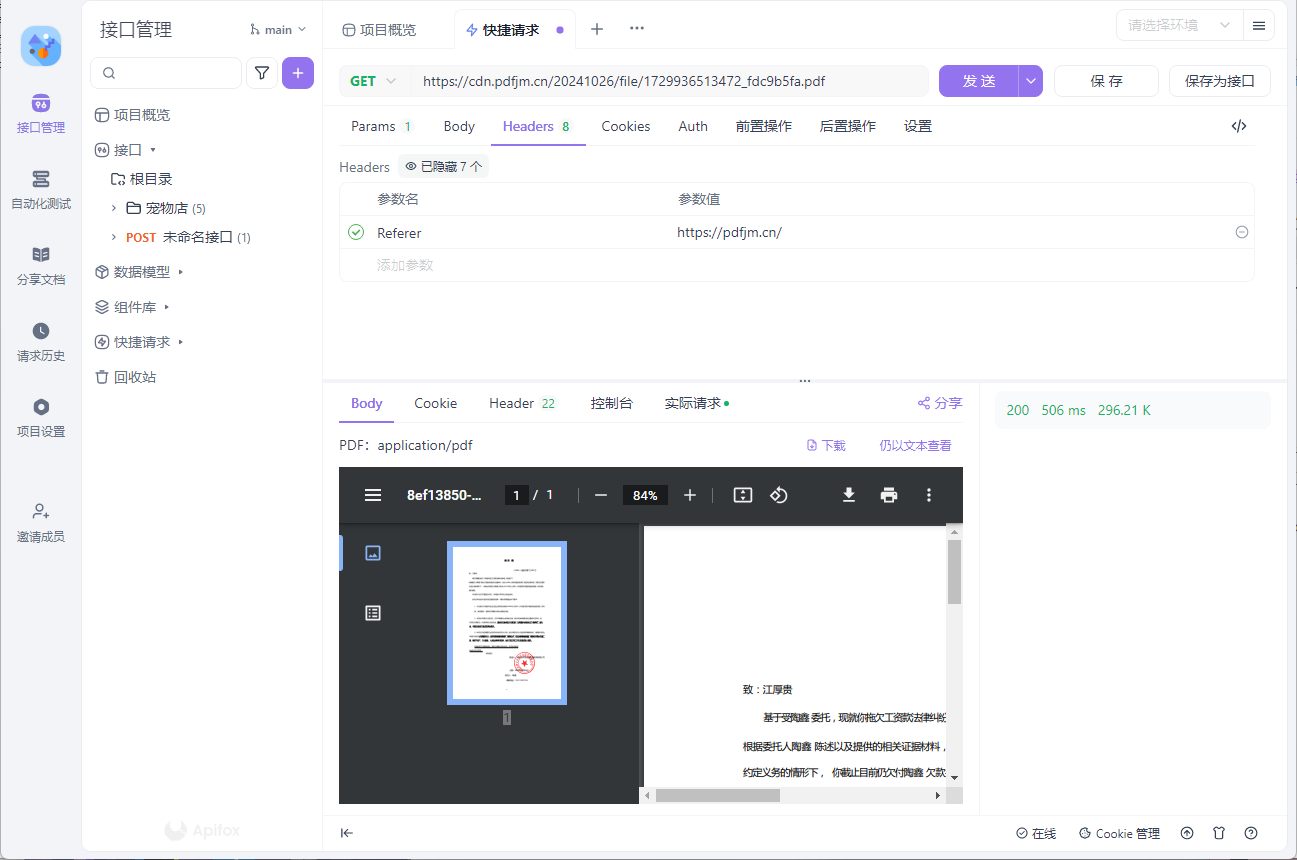 接口管理
main
项目概览
快捷请求
请选择环境
GET
https://cdn.pdfjm.cn/20241026/file/1729936513472_fdc9b5fa.pdf
发 送
保 存
保存为接口
接口管理
自动化测试
分享文档
请求历史
项目设置
邀请成员
项目概览
接口
根目录
宠物店 (5)
POST 未命名接口 (1)
数据模型
组件库
快捷请求
回收站
Apifox
Params 1
Body
Headers 8
Cookies
Auth
前置操作
后置操作
设置
Headers 已隐藏 7 个
参数名 参数值
Referer https://pdfjm.cn/
添加参数
Body
Cookie
Header 22
控制台
实际请求
分享
200 506 ms 296.21 K
PDF：application/pdf
下载
仍以文本查看
8ef13850-...
1 / 1
84%
1
致：江厚贵
基于受陶鑫 委托，现就你拖欠工资款法律纠纷
根据委托人陶鑫 陈述以及提供的相关证据材料，
约定义务的情形下， 你截止目前仍欠付陶鑫 欠款
在线
Cookie 管理